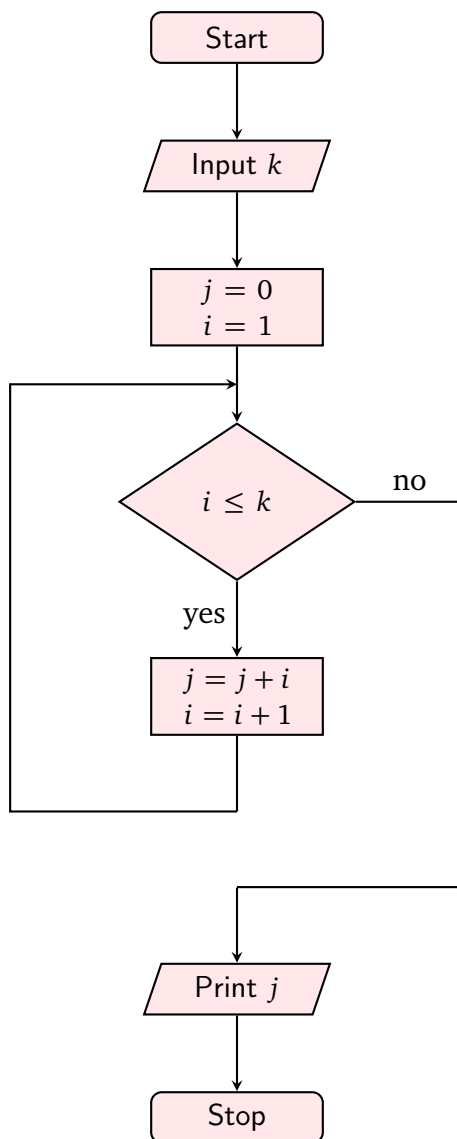 Start
Input k
j = 0
i = 1
i ≤ k
no
yes
j = j + i
i = i + 1
Print j
Stop